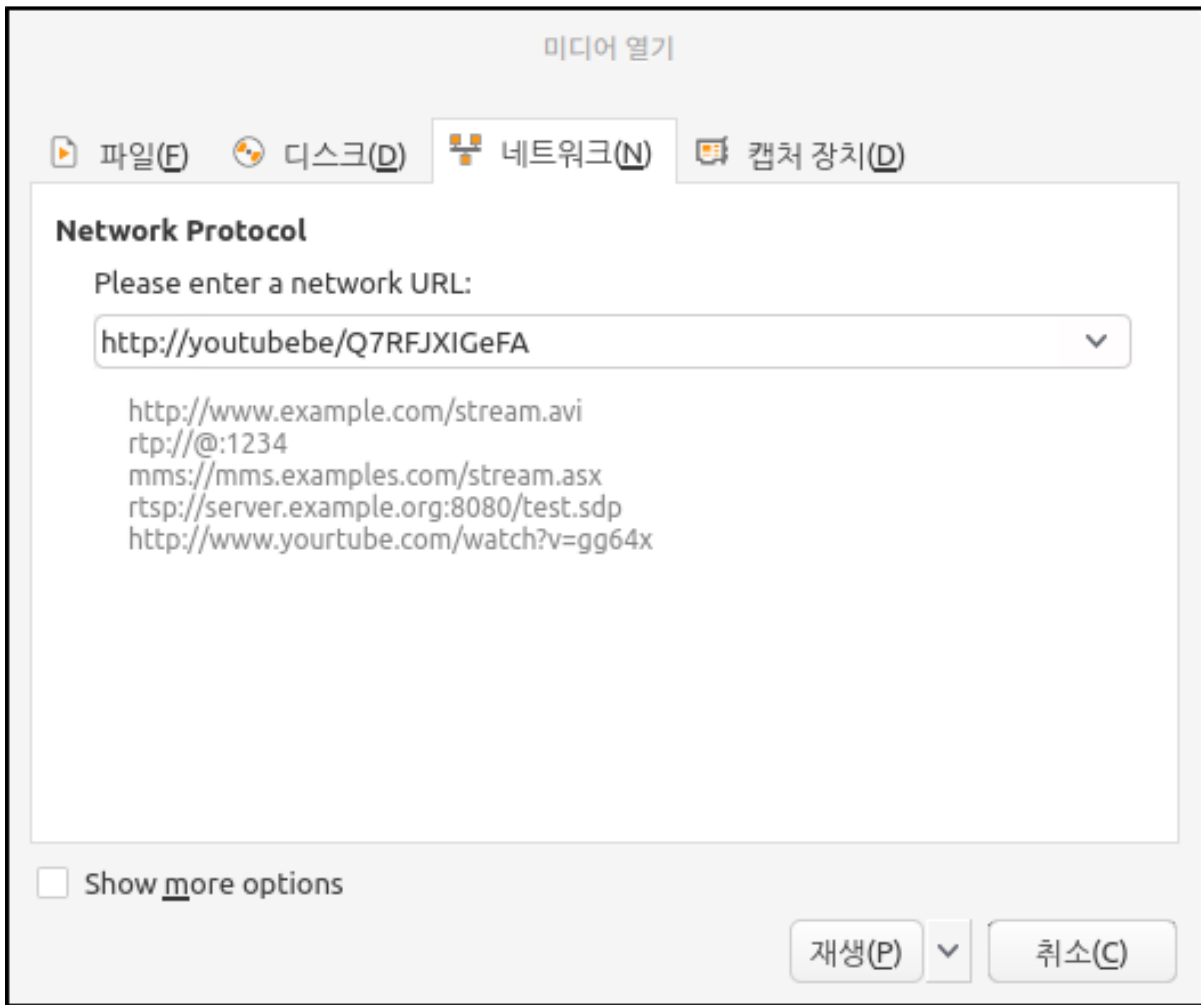 미디어 열기
파일(F) 디스크(D) 네트워크(N) 캡처 장치(D)
Network Protocol
Please enter a network URL:
http://youtubebe/Q7RFJXIGeFA
http://www.example.com/stream.avi
rtp://@:1234
mms://mms.examples.com/stream.asx
rtsp://server.example.org:8080/test.sdp
http://www.yourtube.com/watch?v=gg64x
Show more options
재생(P) 취소(C)